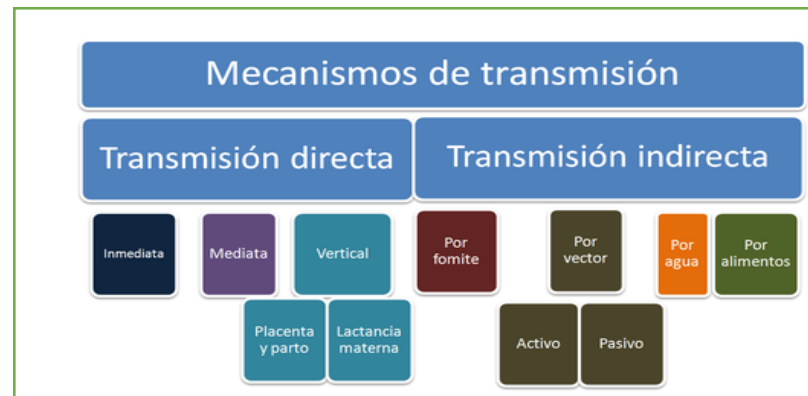 Mecanismos de transmisión
Transmisión directa
Transmisión indirecta
Inmediata
Mediata
Vertical
Por
fomite
Por
vector
Por
agua
Por
alimentos
Placenta
y parto
Lactancia
materna
Activo
Pasivo